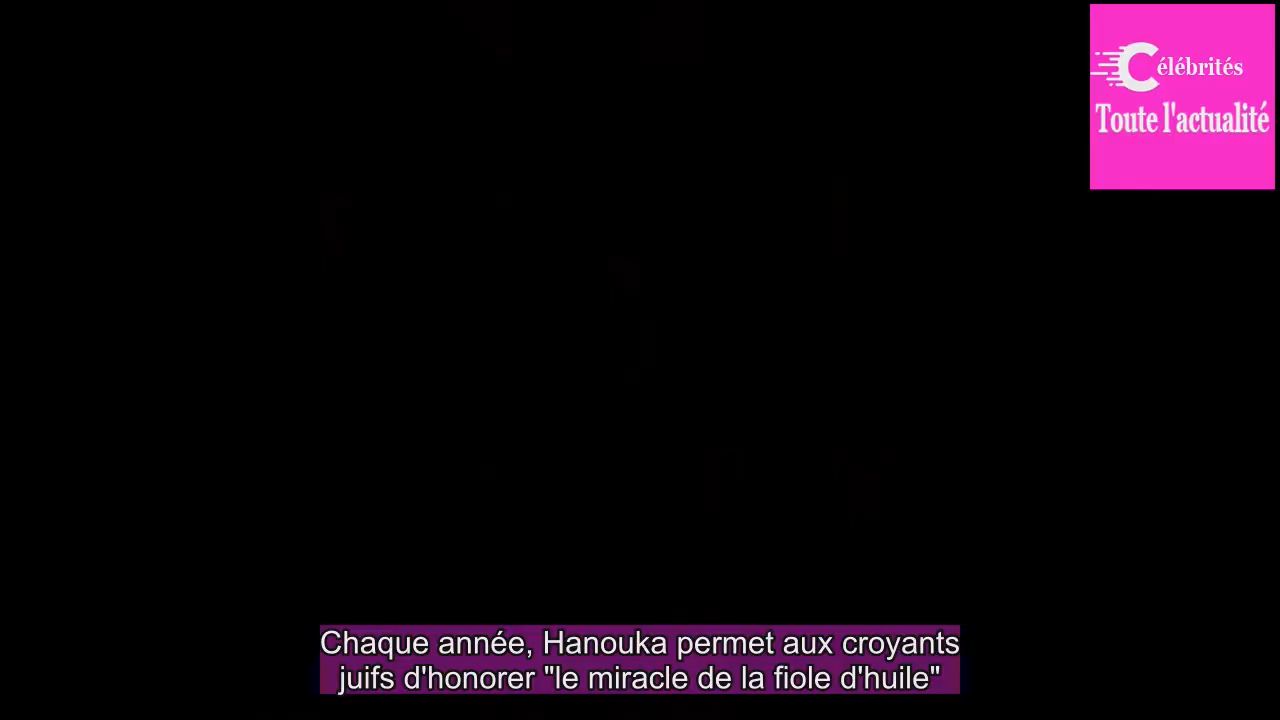 Célébrités
Toute l'actualité
Chaque année, Hanouka permet aux croyants
juifs d'honorer "le miracle de la fiole d'huile"